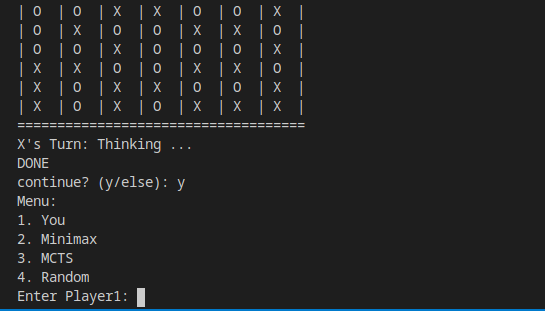 | O | O | X | X | O | O | X |
| O | X | O | O | X | X | O |
| O | O | X | O | O | X | X |
| X | X | O | O | X | X | O |
| X | O | X | X | O | O | X |
| X | O | X | O | X | X | X |
====================================
X's Turn: Thinking ...
DONE
continue? (y/else): y
Menu:
1. You
2. Minimax
3. MCTS
4. Random
Enter Player1: